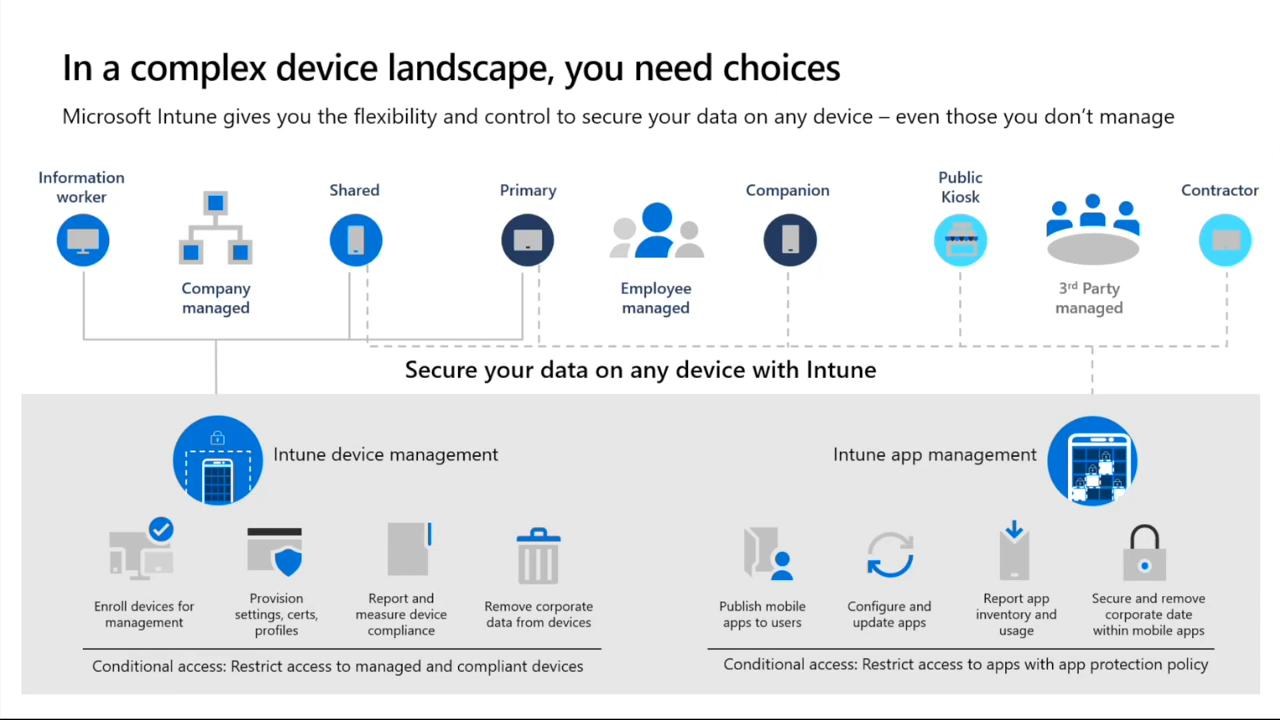 In a complex device landscape, you need choices
Microsoft Intune gives you the flexibility and control to secure your data on any device – even those you don't manage
Information
worker
Shared
Primary
Companion
Public
Kiosk
Contractor
Company
managed
Employee
managed
3rd Party
managed
Secure your data on any device with Intune
Intune device management
Enroll devices for
management
Provision
settings, certs,
profiles
Report and
measure device
compliance
Remove corporate
data from devices
Conditional access: Restrict access to managed and compliant devices
Intune app management
Publish mobile
apps to users
Configure and
update apps
Report app
inventory and
usage
Secure and remove
corporate date
within mobile apps
Conditional access: Restrict access to apps with app protection policy